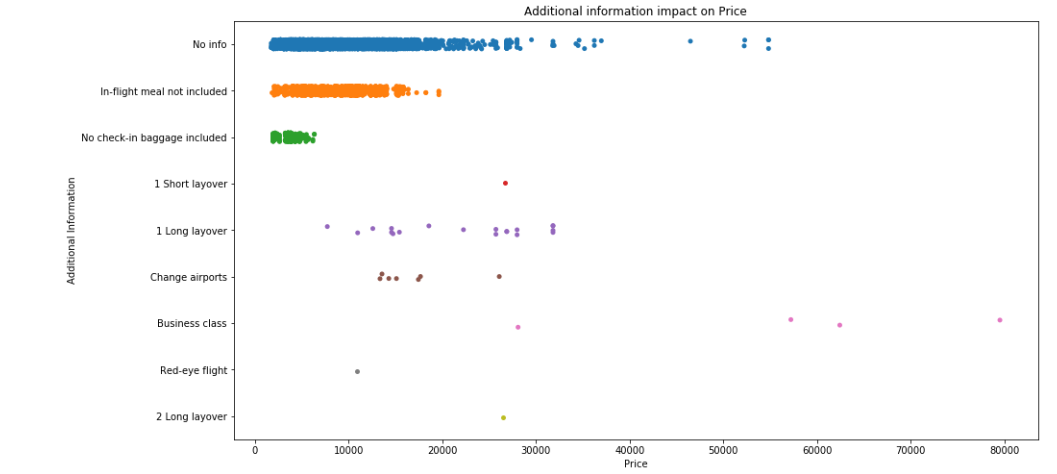 Additional information impact on Price
No info
In-flight meal not included
No check-in baggage included
1 Short layover
1 Long layover
Change airports
Business class
Red-eye flight
2 Long layover
Additional Information
0 10000 20000 30000 40000 50000 60000 70000 80000
Price